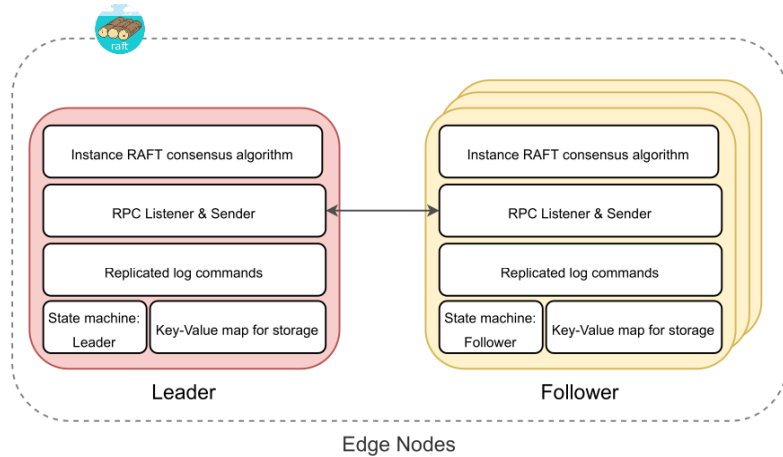 raft
Instance RAFT consensus algorithm
RPC Listener & Sender
Replicated log commands
State machine:
Leader
Key-Value map for storage
Leader
Instance RAFT consensus algorithm
RPC Listener & Sender
Replicated log commands
State machine:
Follower
Key-Value map for storage
Follower
Edge Nodes